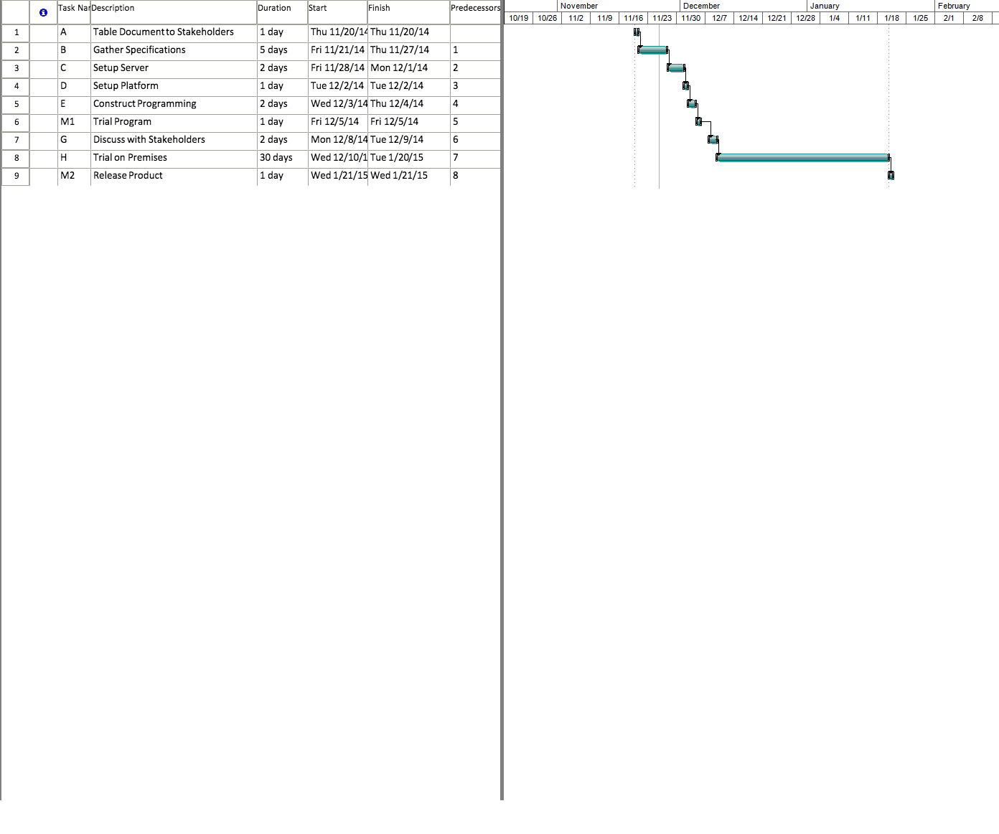 Task Nar Description Duration Start Finish Predecessors
November December January February
10/19 10/26 11/2 11/9 11/16 11/23 11/30 12/7 12/14 12/21 12/28 1/4 1/11 1/18 1/25 2/1 2/8
1 A Table Document to Stakeholders 1 day Thu 11/20/14 Thu 11/20/14
2 B Gather Specifications 5 days Fri 11/21/14 Thu 11/27/14 1
3 C Setup Server 2 days Fri 11/28/14 Mon 12/1/14 2
4 D Setup Platform 1 day Tue 12/2/14 Tue 12/2/14 3
5 E Construct Programming 2 days Wed 12/3/14 Thu 12/4/14 4
6 M1 Trial Program 1 day Fri 12/5/14 Fri 12/5/14 5
7 G Discuss with Stakeholders 2 days Mon 12/8/14 Tue 12/9/14 6
8 H Trial on Premises 30 days Wed 12/10/1 Tue 1/20/15 7
9 M2 Release Product 1 day Wed 1/21/15 Wed 1/21/15 8